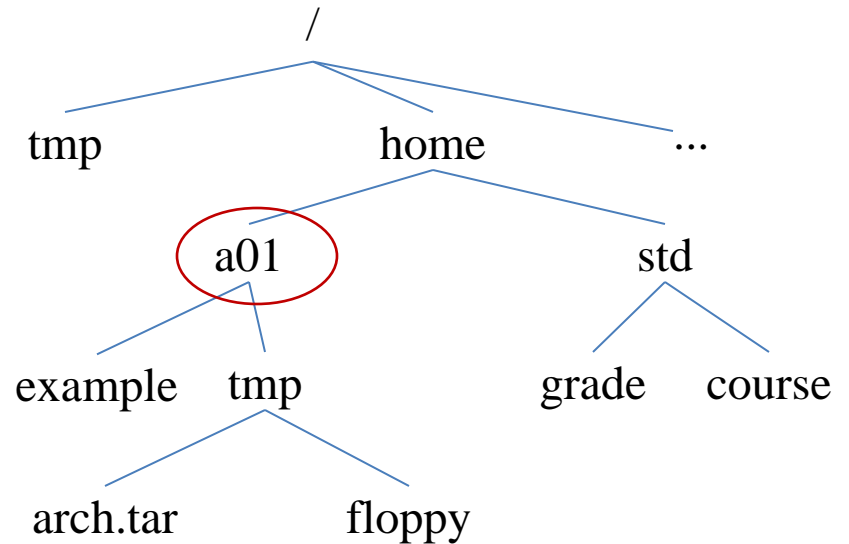 /
tmp home ...
a01 std
example tmp grade course
arch.tar floppy